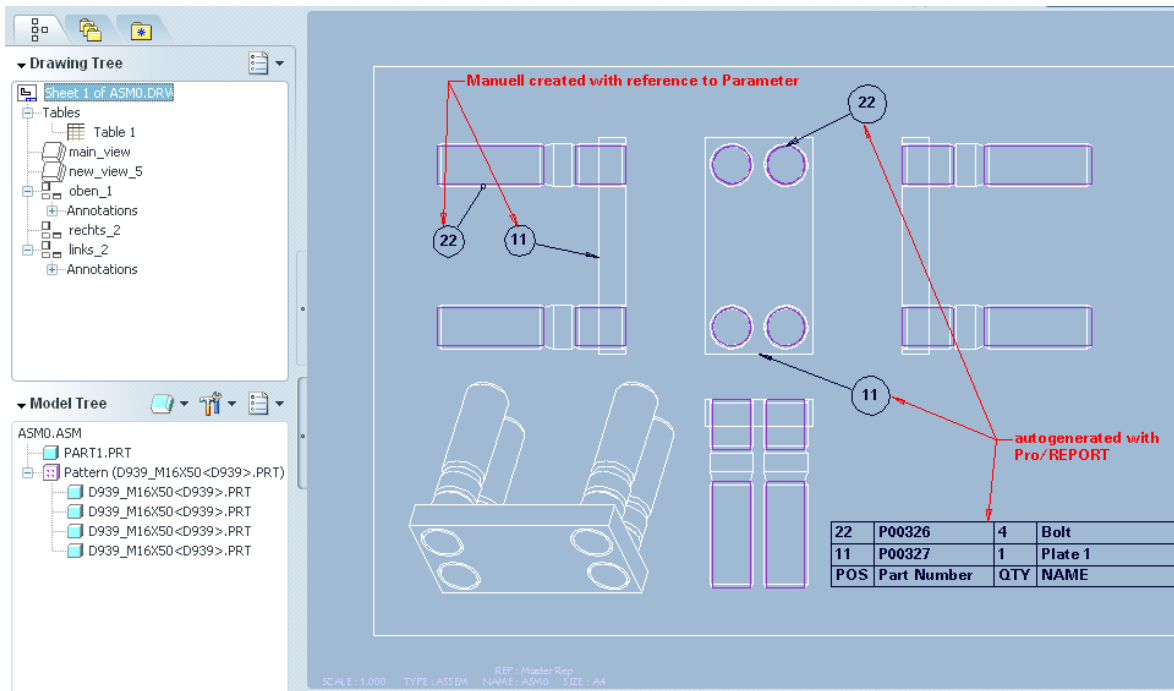 Drawing Tree
Sheet 1 of ASM0.DRW
Tables
Table 1
main_view
new_view_5
oben_1
Annotations
rechts_2
links_2
Annotations
Model Tree
ASM0.ASM
PART1.PRT
Pattern (D939_M16X50<D939>.PRT)
D939_M16X50<D939>.PRT
D939_M16X50<D939>.PRT
D939_M16X50<D939>.PRT
D939_M16X50<D939>.PRT
Manuell created with reference to Parameter
22
22
11
11
autogenerated with
Pro/REPORT
22 P00326 4 Bolt
11 P00327 1 Plate 1
POS Part Number QTY NAME
REP : Master Rep
SCALE : 1.000 TYPE : ASSEM NAME : ASM0 SIZE : A4